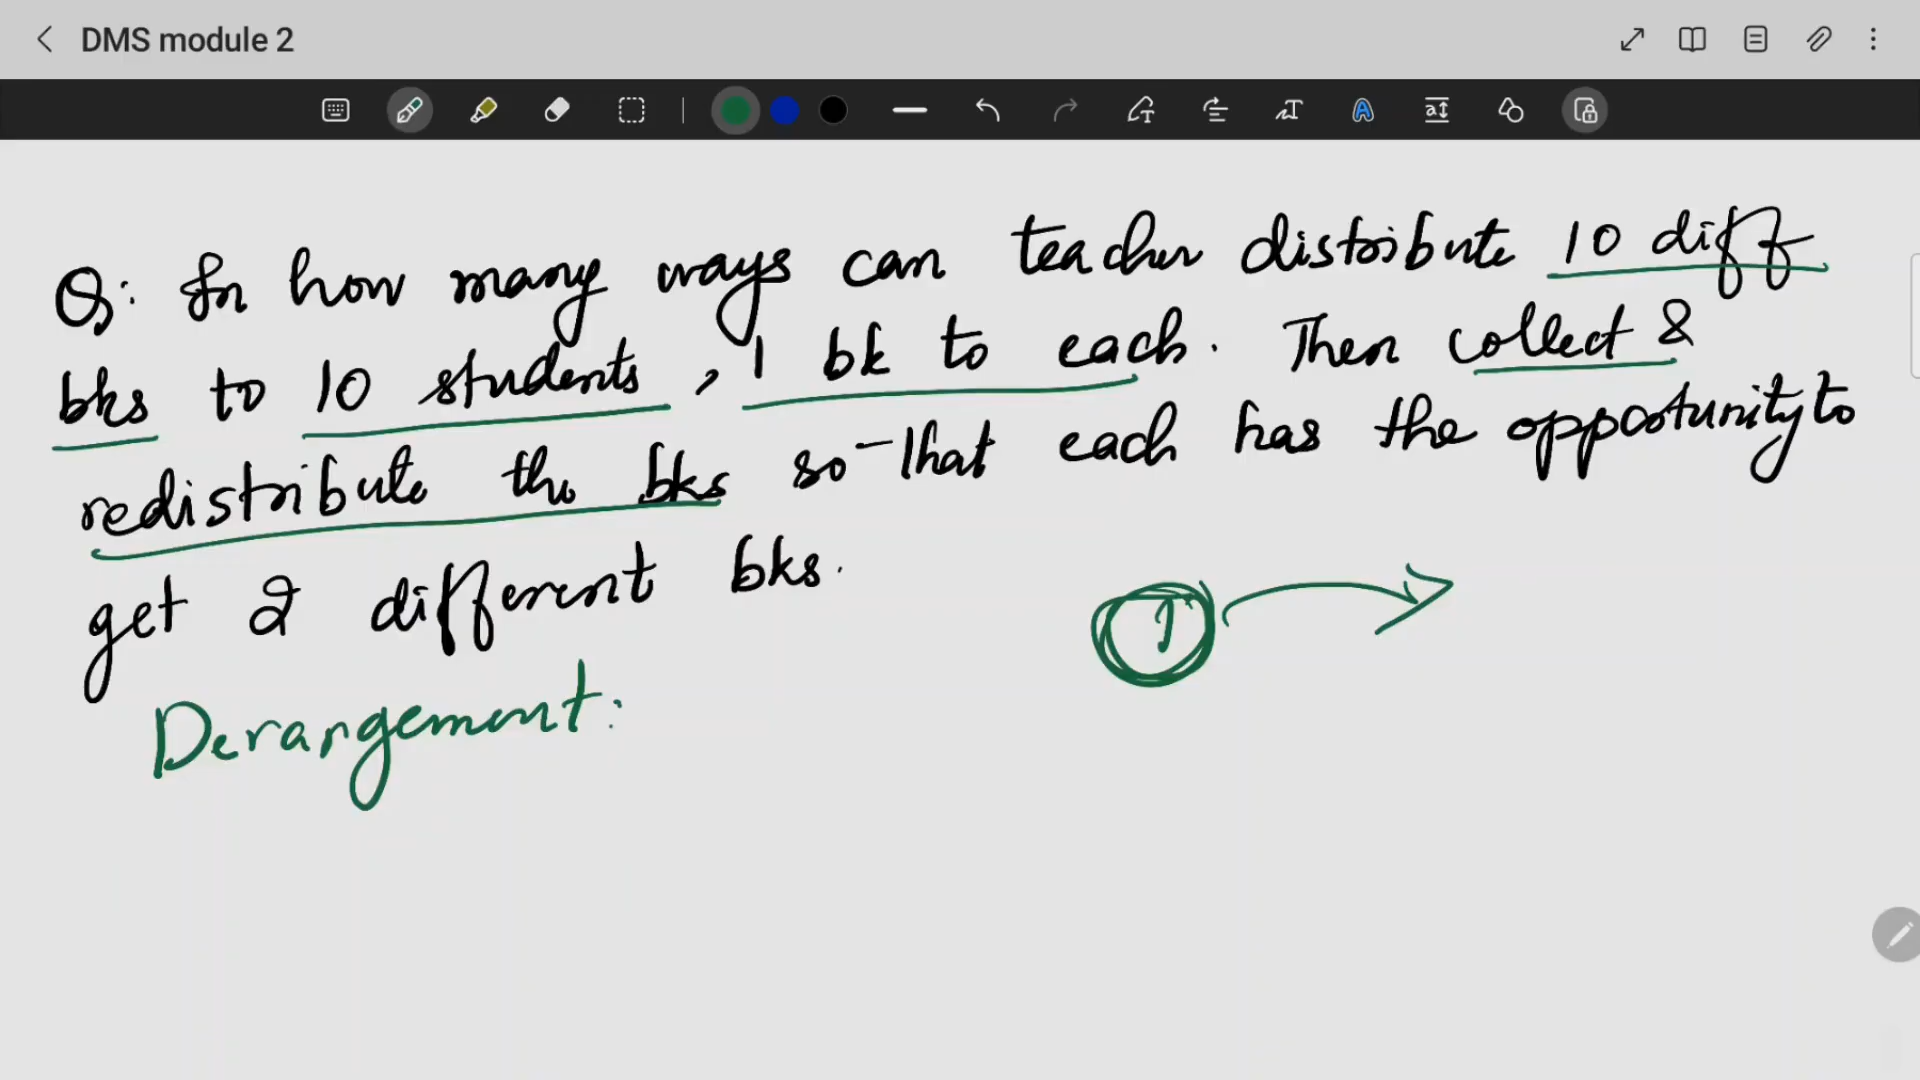 DMS module 2
Q: In how many ways can teacher distribute 10 diff
bks to 10 students, 1 bk to each. Then collect &
redistribute the bks so that each has the opportunity to
get 2 different bks.
Derangement:
1